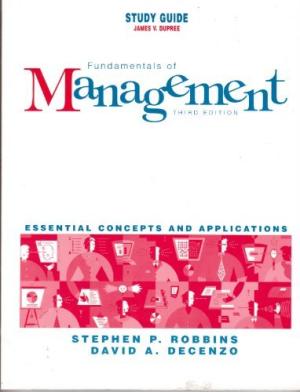 STUDY GUIDE
JAMES V. DUPREE
Fundamentals of
Management
THIRD EDITION
ESSENTIAL CONCEPTS AND APPLICATIONS
STEPHEN P. ROBBINS
DAVID A. DECENZO